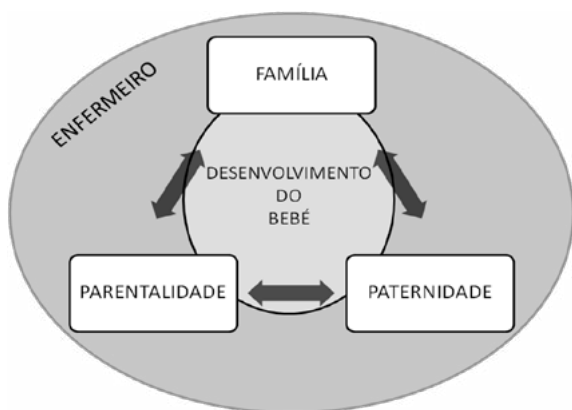 FAMÍLIA
ENFERMEIRO
DESENVOLVIMENTO
DO
BEBÉ
PARENTALIDADE
PATERNIDADE